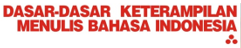 DASAR-DASAR KETERAMPILAN
MENULIS BAHASA INDONESIA